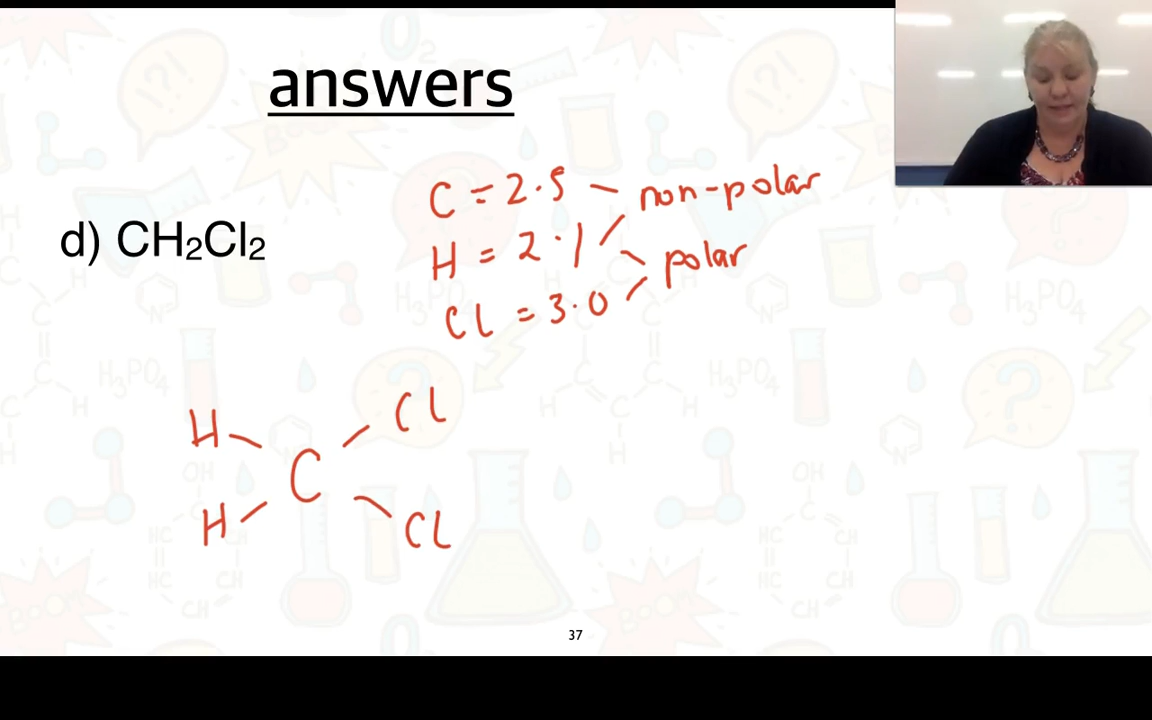 answers
d) CH₂Cl₂
C = 2.5 – non-polar
H = 2.1
polar
Cl = 3.0
H Cl
C
H Cl
37